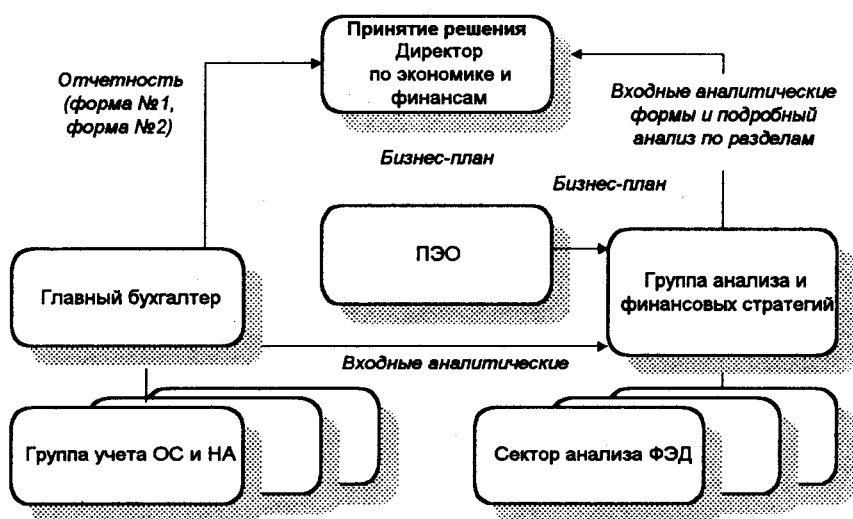 Принятие решения
Директор
по экономике и
финансам
Отчетность
(форма №1,
форма №2)
Входные аналитические
формы и подробный
анализ по разделам
Бизнес-план
Бизнес-план
ПЭО
Главный бухгалтер
Группа анализа и
финансовых стратегий
Входные аналитические
Группа учета ОС и НА
Сектор анализа ФЭД